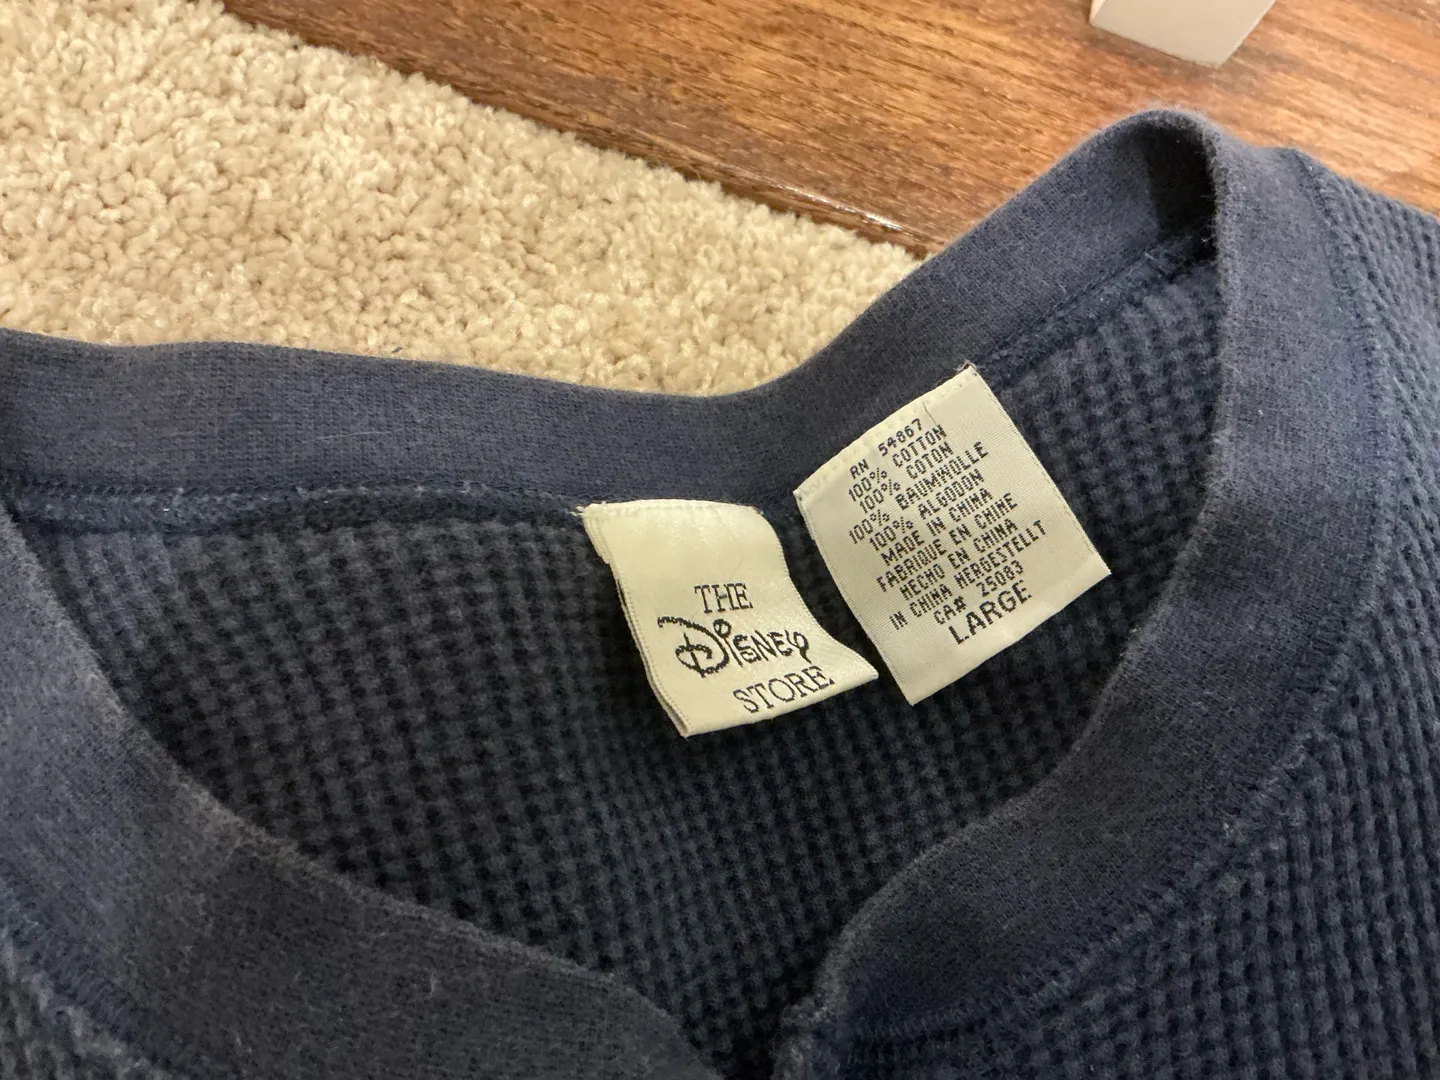 THE
DISNEY
STORE
RN 54867
100% COTTON
100% COTON
100% BAUMWOLLE
100% ALGODON
MADE IN CHINA
FABRIQUE EN CHINE
HECHO EN CHINA
IN CHINA HERGESTELLT
CA# 25083
LARGE